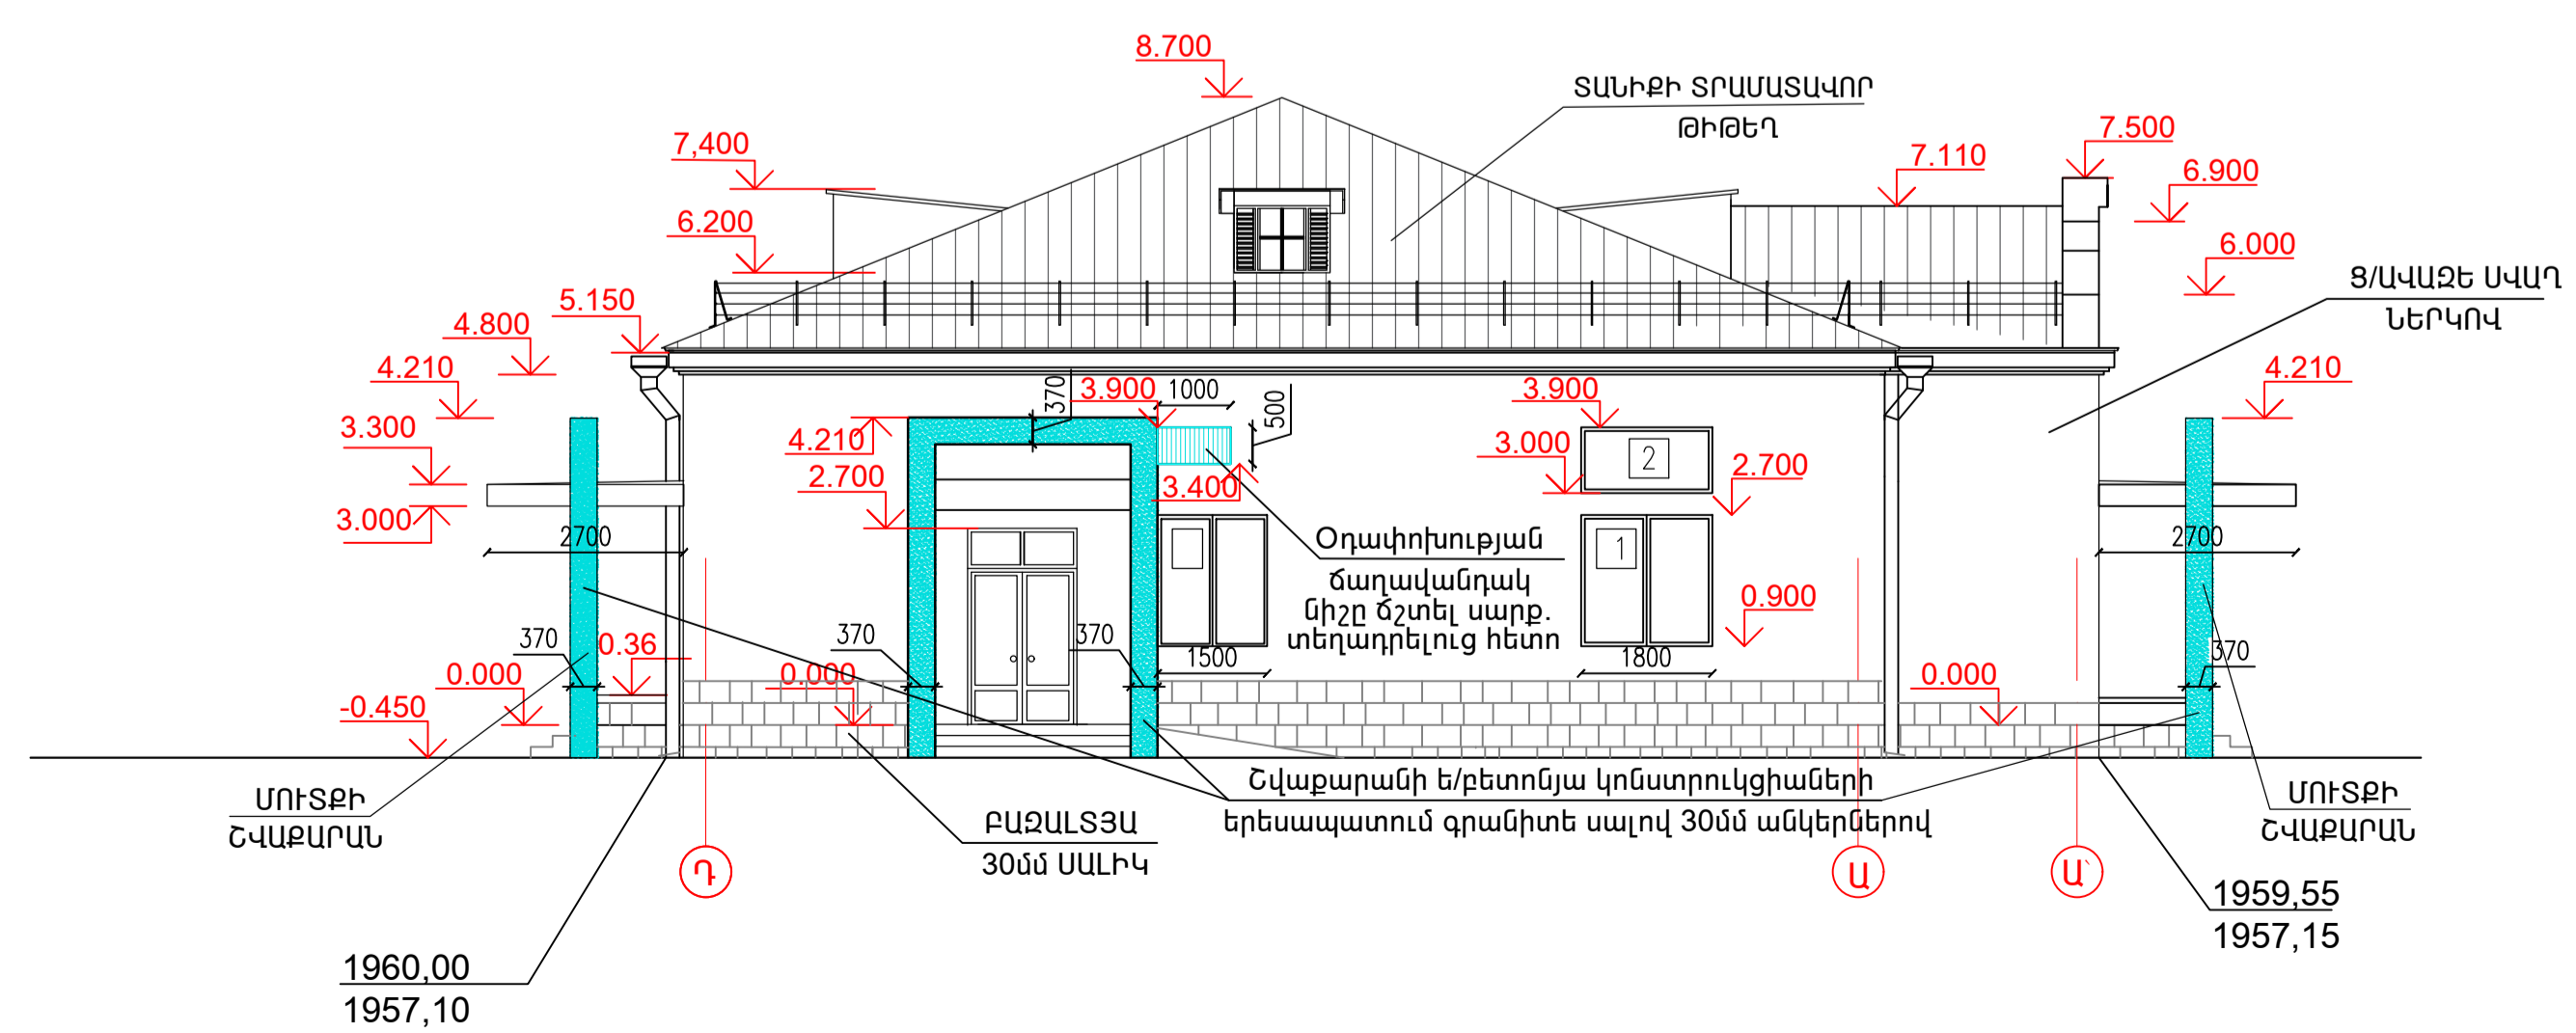 8.700
ՏԱՆԻՔԻ ՏՐԱՄԱՏԱՎՈՐ
ԹԻԹԵՂ
7,400
7.500
7.110
6.900
6.200
6.000
Ց/ԱՎԱԶԵ ՍՎԱՂ
ՆԵՐԿՈՎ
5.150
4.800
4.210
3.300
3.000
2700
370
3.900
1000
500
4.210
2.700
3.400
3.900
3.000
2
2.700
1
4.210
2700
Օդափոխության
ճաղավանդակ
նիշը ճշտել սարք.
տեղադրելուց հետո
0.900
370
0.36
370
370
1500
1800
370
0.000
0.000
0.000
-0.450
ՄՈՒՏՔԻ
ՇՎԱՔԱՐԱՆ
ԲԱԶԱԼՏՅԱ
30մմ ՍԱԼԻԿ
Շվաքարանի ե/բետոնյա կոնստրուկցիաների
երեսապատում գրանիտե սալով 30մմ անկերներով
ՄՈՒՏՔԻ
ՇՎԱՔԱՐԱՆ
Դ
Ա
Ա՝
1959,55
1957,15
1960,00
1957,10